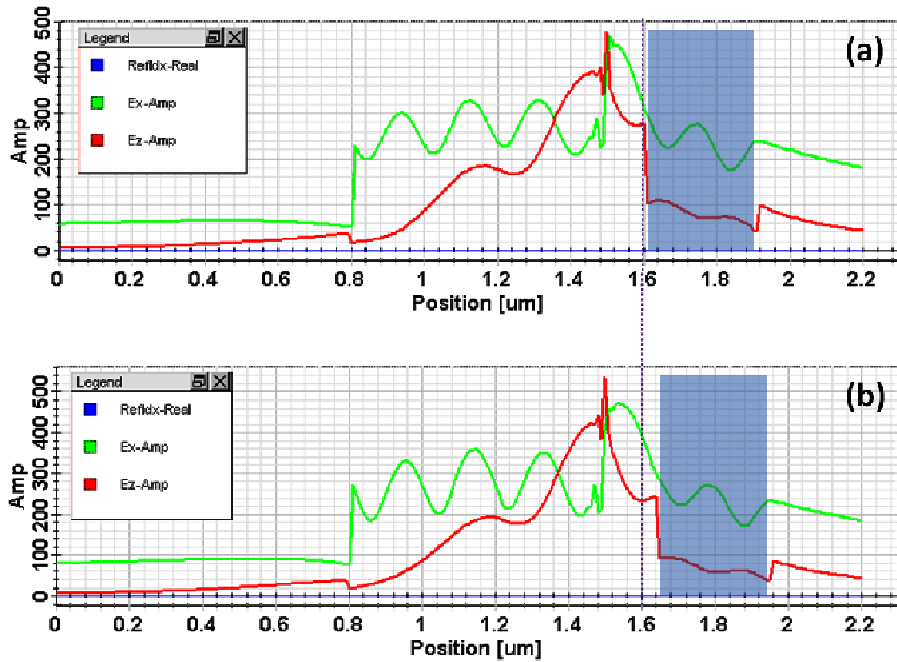 500
Legend
(a)
RefIdx-Real
400
Ex-Amp
300
Ez-Amp
Amp
200
100
0
0 0.2 0.4 0.6 0.8 1 1.2 1.4 1.6 1.8 2 2.2
Position [um]
Legend
(b)
500
RefIdx-Real
400
Ex-Amp
300
Ez-Amp
Amp
200
100
0
0 0.2 0.4 0.6 0.8 1 1.2 1.4 1.6 1.8 2 2.2
Position [um]